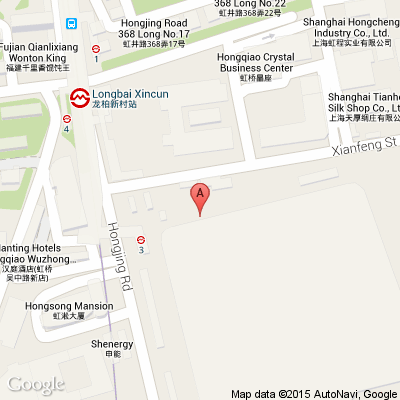 368 Long No.22
虹井路368弄22号
Hongjing Road
368 Long No.17
虹井路368弄17号
Shanghai Hongcheng
Industry Co., Ltd.
上海虹程实业有限公司
Fujian Qianlixiang
Wonton King
福建千里香馄饨王
1
Hongqiao Crystal
Business Center
虹桥星座
Longbai Xincun
龙柏新村站
4
Shanghai Tianho
Silk Shop Co., Lt
上海天厚绸庄有限公
Xianfeng St
A
Hongjing Rd
3
Hanting Hotels
ngqiao Wuzhong...
汉庭酒店(虹桥
吴中路新店)
Hongsong Mansion
虹淞大厦
Shenergy
申能
Google
Map data ©2015 AutoNavi, Google